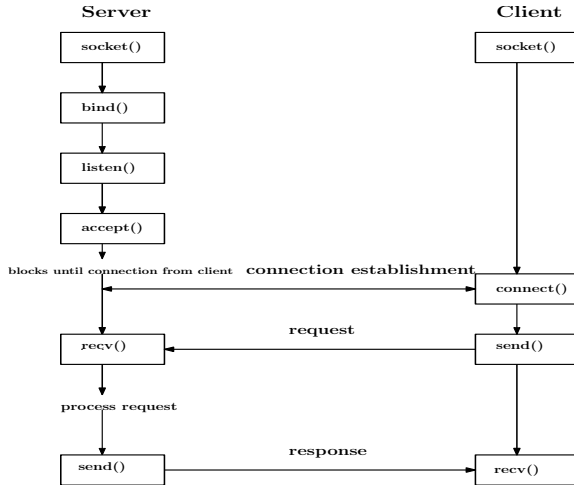 Server Client
socket() socket()
bind()
listen()
accept()
blocks until connection from client connection establishment
connect()
request
recv() send()
process request
response
send() recv()